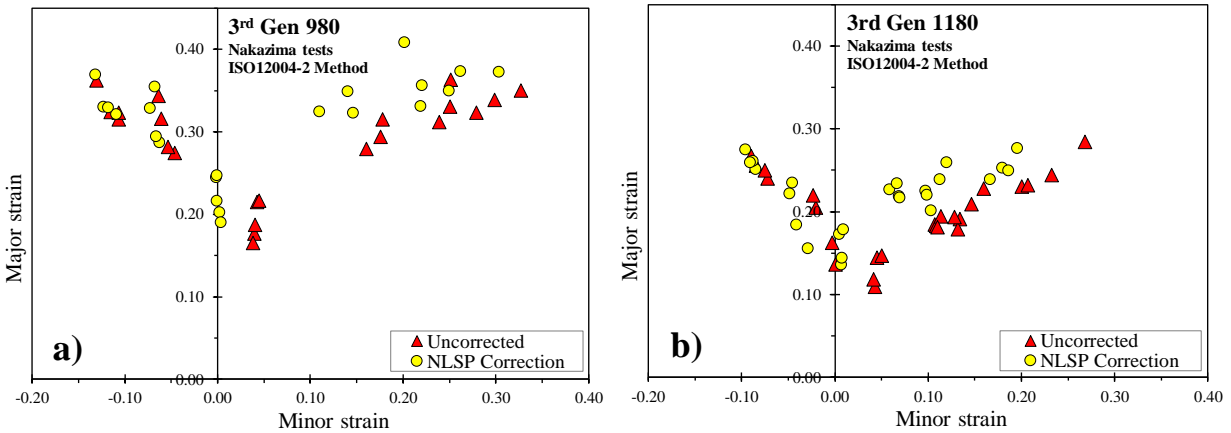 3rd Gen 980
Nakazima tests
ISO12004-2 Method
0.40
0.30
0.20
0.10
0.00
-0.20 -0.10 0.00 0.10 0.20 0.30 0.40
Major strain
Minor strain
a)
Uncorrected
NLSP Correction
3rd Gen 1180
Nakazima tests
ISO12004-2 Method
0.40
0.30
0.20
0.10
0.00
-0.20 -0.10 0.00 0.10 0.20 0.30 0.40
Major strain
Minor strain
b)
Uncorrected
NLSP Correction